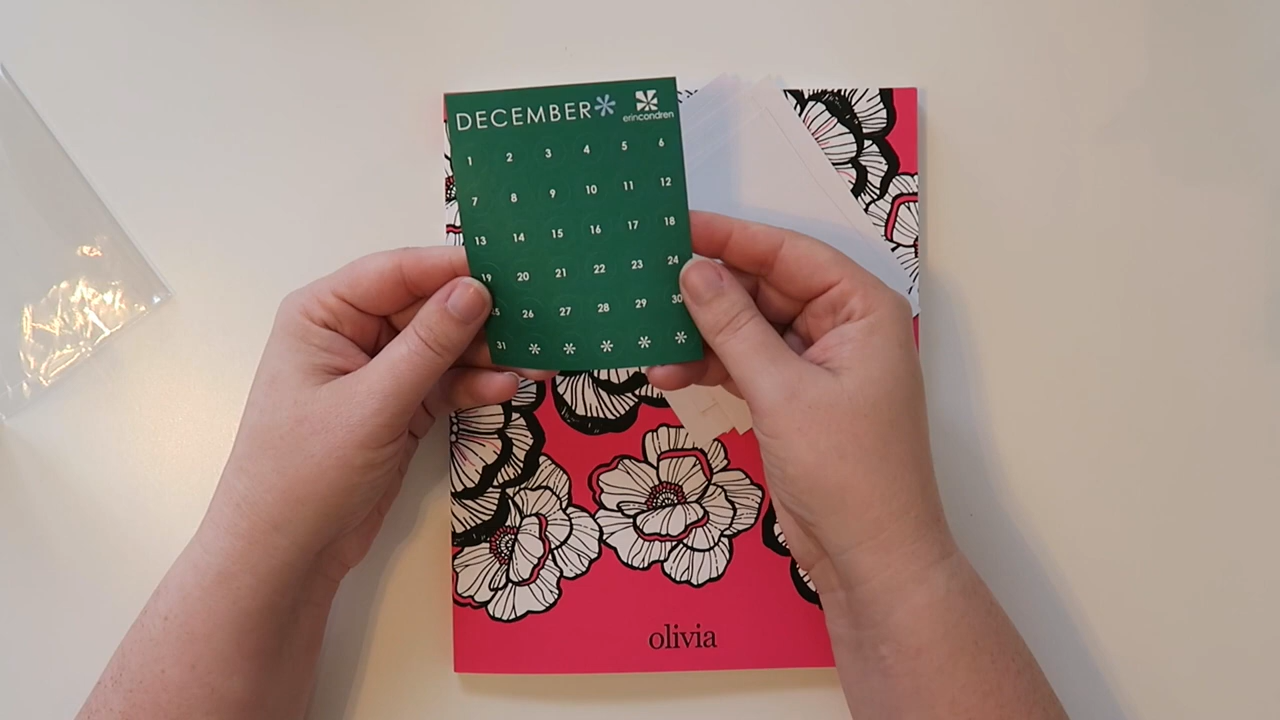 DECEMBER*
erincondren
1 2 3 4 5 6
7 8 9 10 11 12
13 14 15 16 17 18
19 20 21 22 23 24
25 26 27 28 29 30
31 * * * * *
olivia